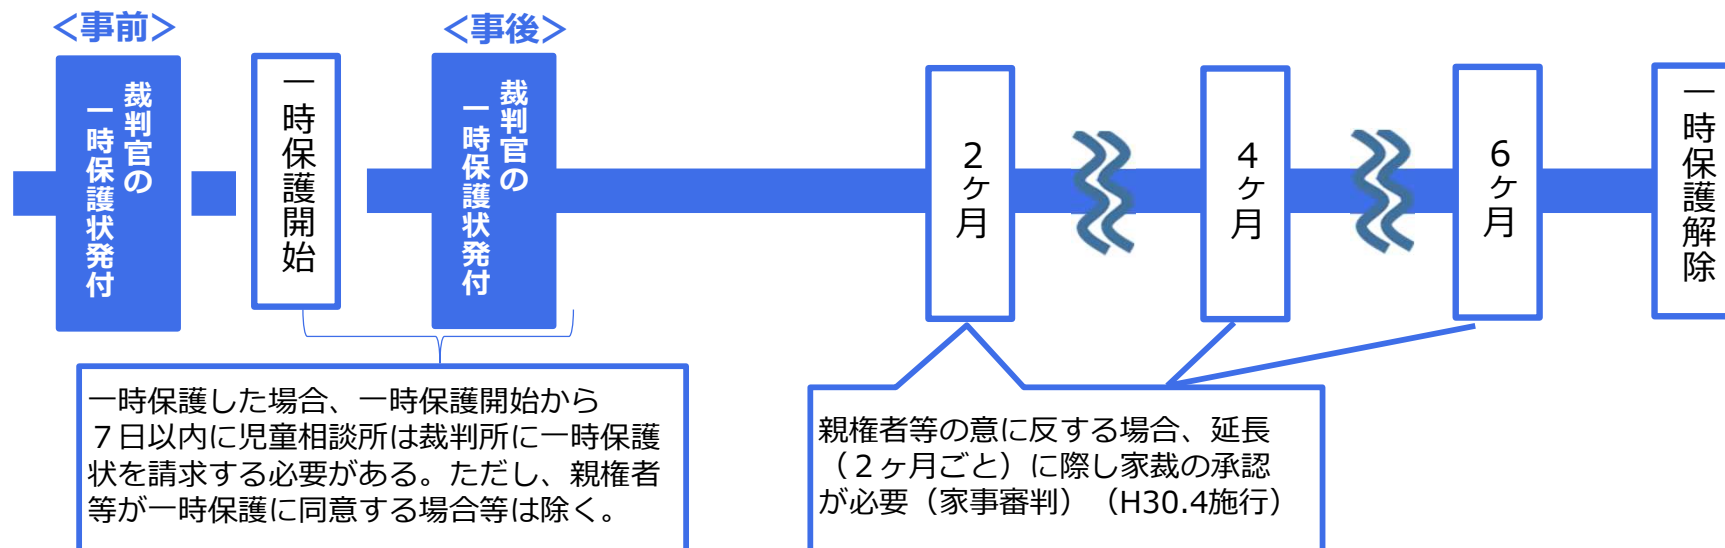 ＜事前＞
裁判官の
一時保護状発付
一時保護開始
＜事後＞
裁判官の
一時保護状発付
2ヶ月
4ヶ月
6ヶ月
一時保護解除
一時保護した場合、一時保護開始から
７日以内に児童相談所は裁判所に一時保護
状を請求する必要がある。ただし、親権者
等が一時保護に同意する場合等は除く。
親権者等の意に反する場合、延長
（２ヶ月ごと）に際し家裁の承認
が必要（家事審判）（H30.4施行）